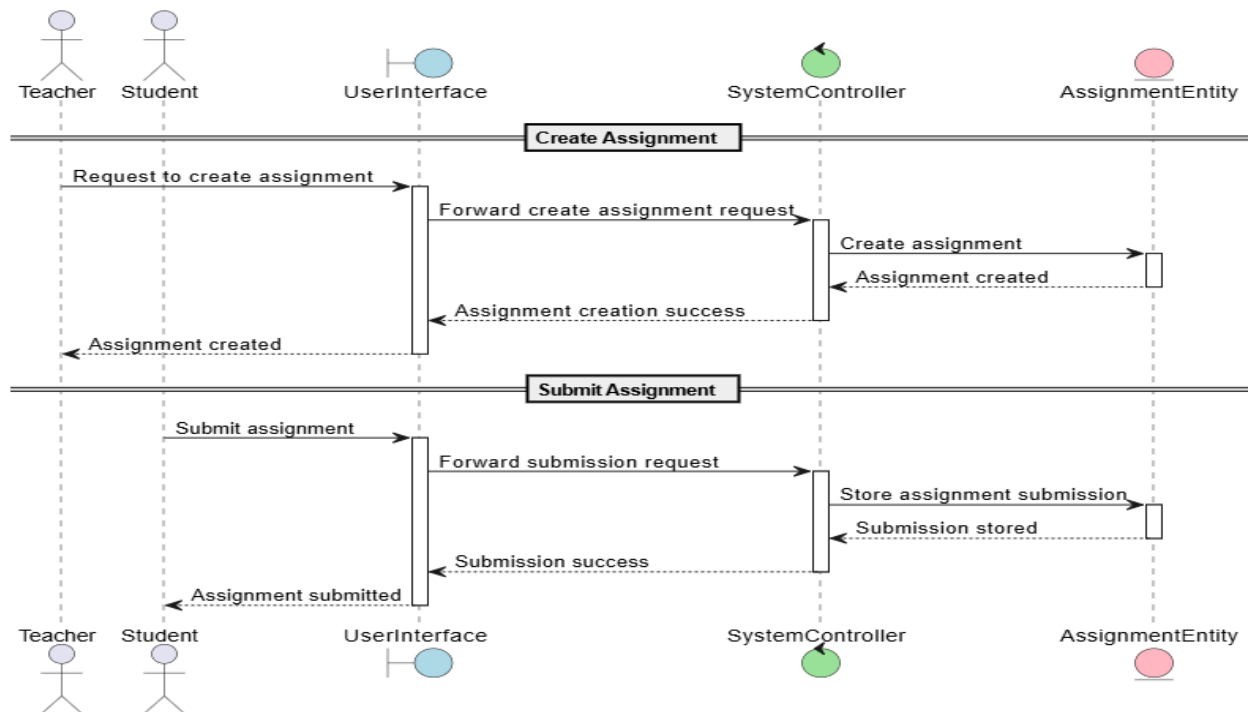 Teacher Student UserInterface SystemController AssignmentEntity
Create Assignment
Request to create assignment
Forward create assignment request
Create assignment
Assignment created
Assignment creation success
Assignment created
Submit Assignment
Submit assignment
Forward submission request
Store assignment submission
Submission stored
Submission success
Assignment submitted
Teacher Student UserInterface SystemController AssignmentEntity